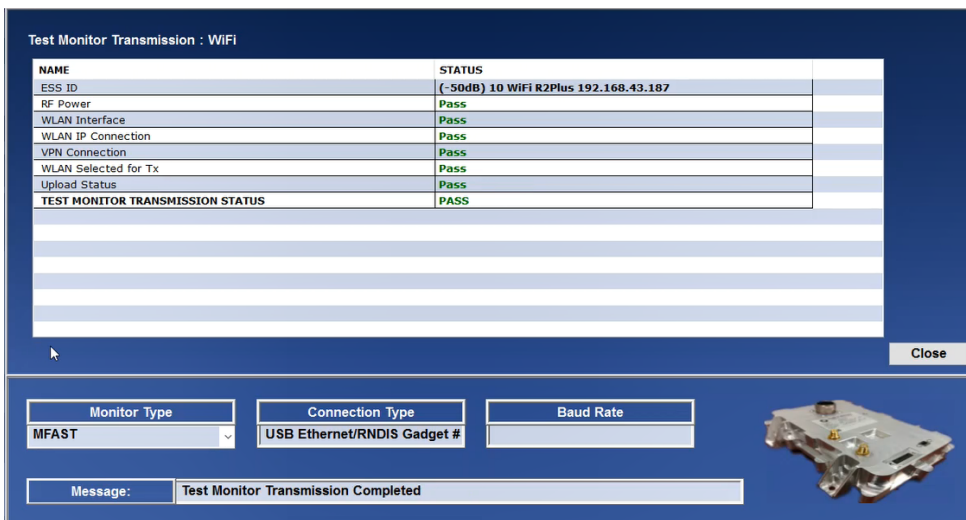 Test Monitor Transmission : WiFi
NAME STATUS
ESS ID (-50dB) 10 WiFi R2Plus 192.168.43.187
RF Power Pass
WLAN Interface Pass
WLAN IP Connection Pass
VPN Connection Pass
WLAN Selected for Tx Pass
Upload Status Pass
TEST MONITOR TRANSMISSION STATUS PASS
Close
Monitor Type Connection Type Baud Rate
MFAST USB Ethernet/RNDIS Gadget #
Message: Test Monitor Transmission Completed